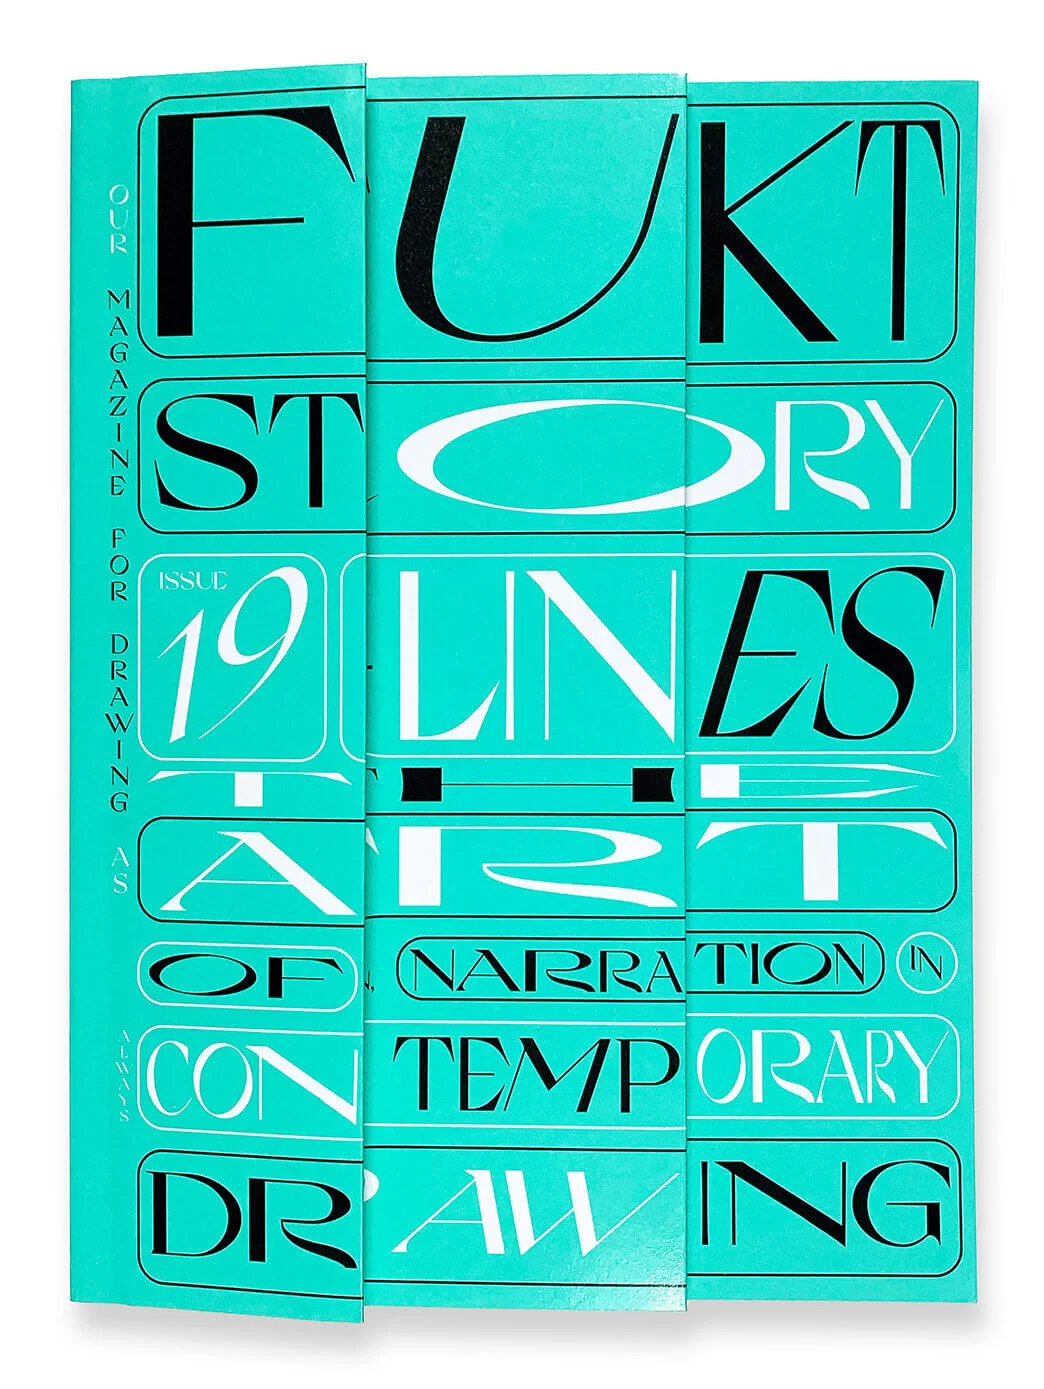 OUR MAGAZINE FOR DRAWING AS ALWAYS
FUKT
STORY
ISSUE
19 LINES
THE
ART
OF NARRATION IN
CONTEMPORARY
DRAWING